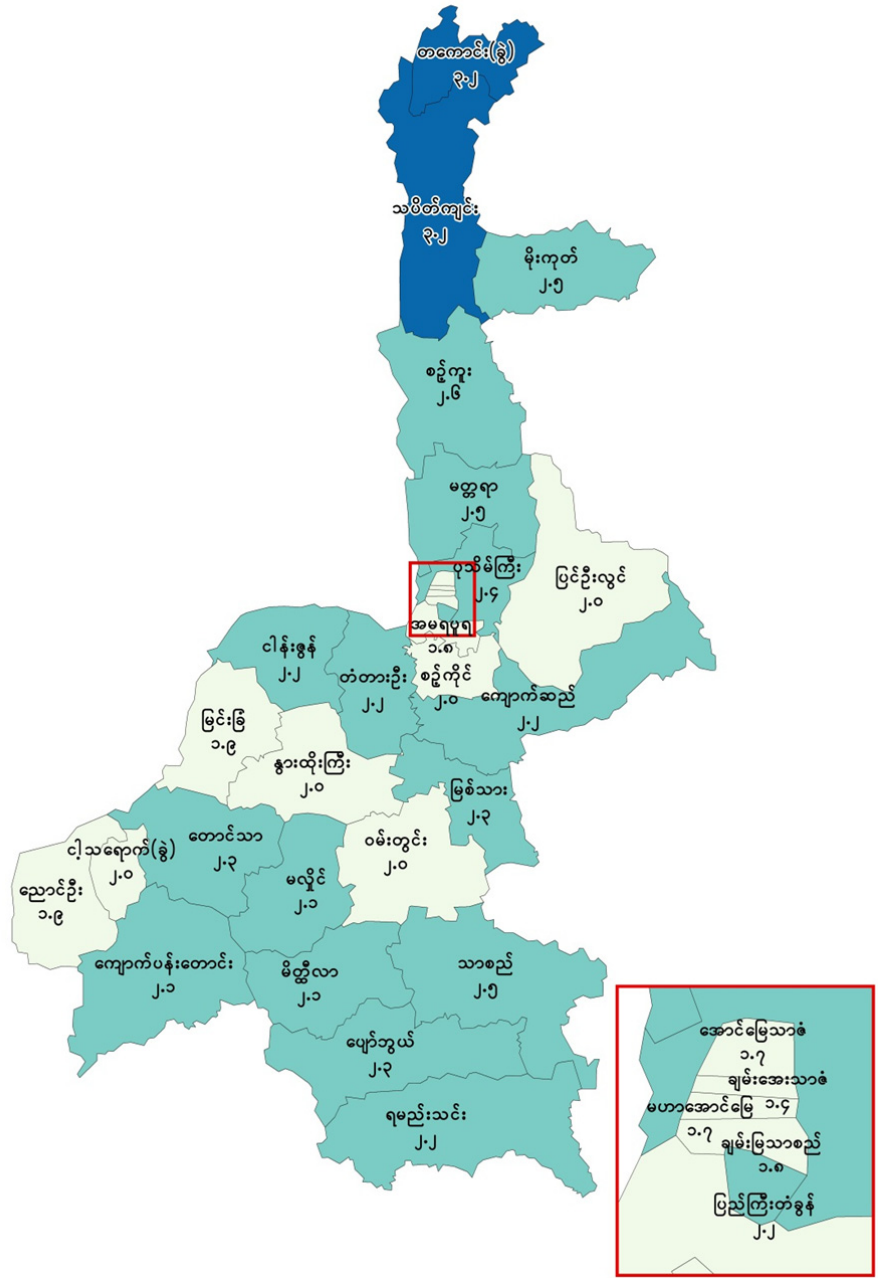 တကောင်း(ခွဲ)
၃.၂
သပိတ်ကျင်း
၃.၂
မိုးကုတ်
၂.၅
စဉ့်ကူး
၂.၆
မတ္တရာ
၂.၅
ပုသိမ်ကြီး
၂.၄
ပြင်ဦးလွင်
၂.၀
အမရပူရ
၁.၈
စဉ့်ကိုင်
၂.၀
ကျောက်ဆည်
၂.၂
ငါန်းဇွန်
၂.၂
တံတားဦး
၂.၂
မြင်းခြံ
၁.၉
နွားထိုးကြီး
၂.၀
မြစ်သား
၂.၃
တောင်သာ
၂.၃
ဝမ်းတွင်း
၂.၀
ငါ့သရောက်(ခွဲ)
၂.၀
ညောင်ဦး
၁.၉
မလှိုင်
၂.၁
ကျောက်ပန်းတောင်း
၂.၁
မိတ္ထီလာ
၂.၁
သာစည်
၂.၅
ပျော်ဘွယ်
၂.၃
ရမည်းသင်း
၂.၂
အောင်မြေသာဇံ
၁.၇
ချမ်းအေးသာဇံ
၁.၄
မဟာအောင်မြေ
၁.၇
ချမ်းမြသာစည်
၁.၈
ပြည်ကြီးတံခွန်
၂.၂